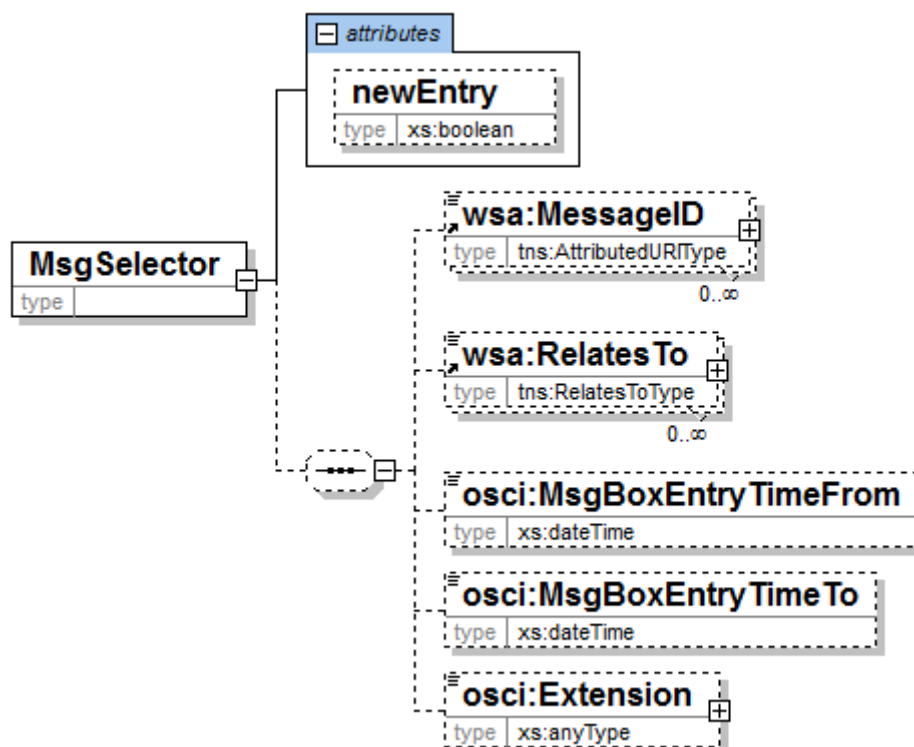 attributes
newEntry
type xs:boolean
wsa:MessageID
type tns:AttributedURIType
0..∞
MsgSelector
type
wsa:RelatesTo
type tns:RelatesToType
0..∞
osci:MsgBoxEntryTimeFrom
type xs:dateTime
osci:MsgBoxEntryTimeTo
type xs:dateTime
osci:Extension
type xs:anyType